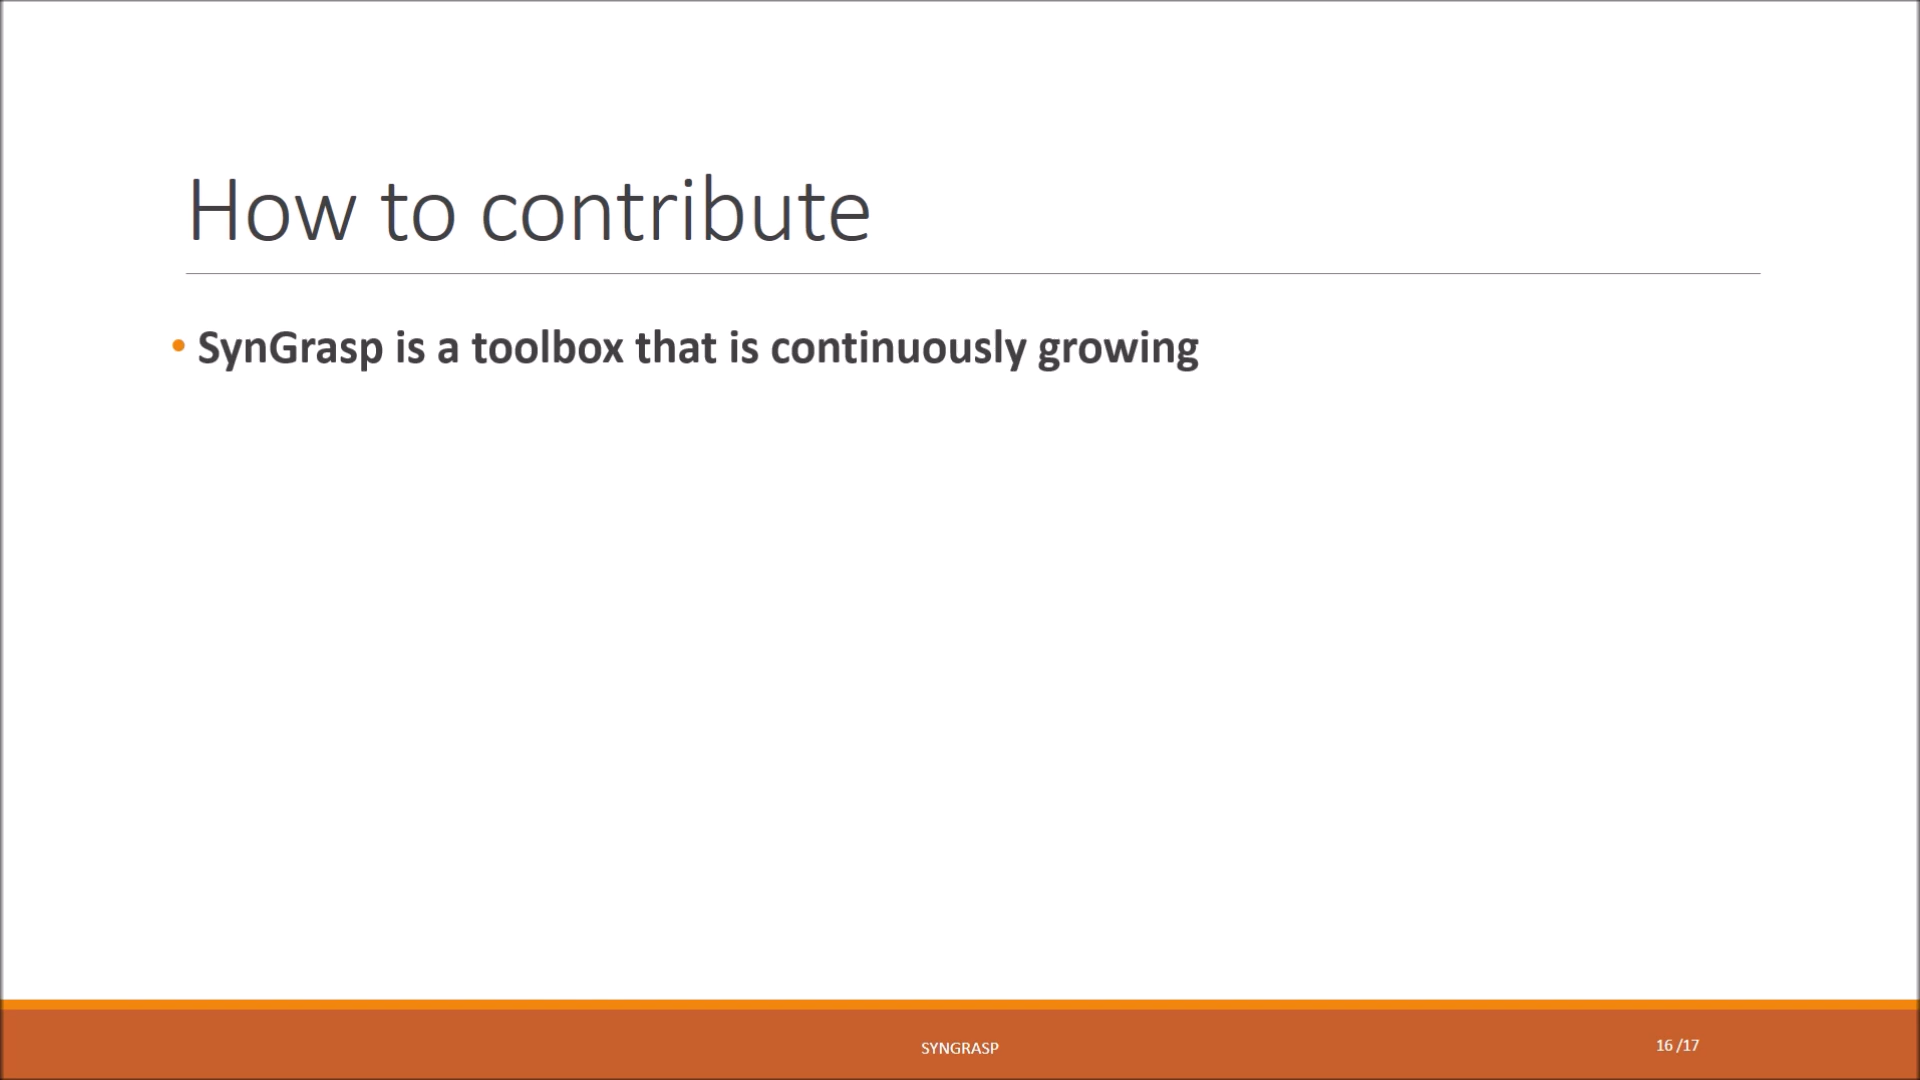 How to contribute
• SynGrasp is a toolbox that is continuously growing
SYNGRASP
16 /17